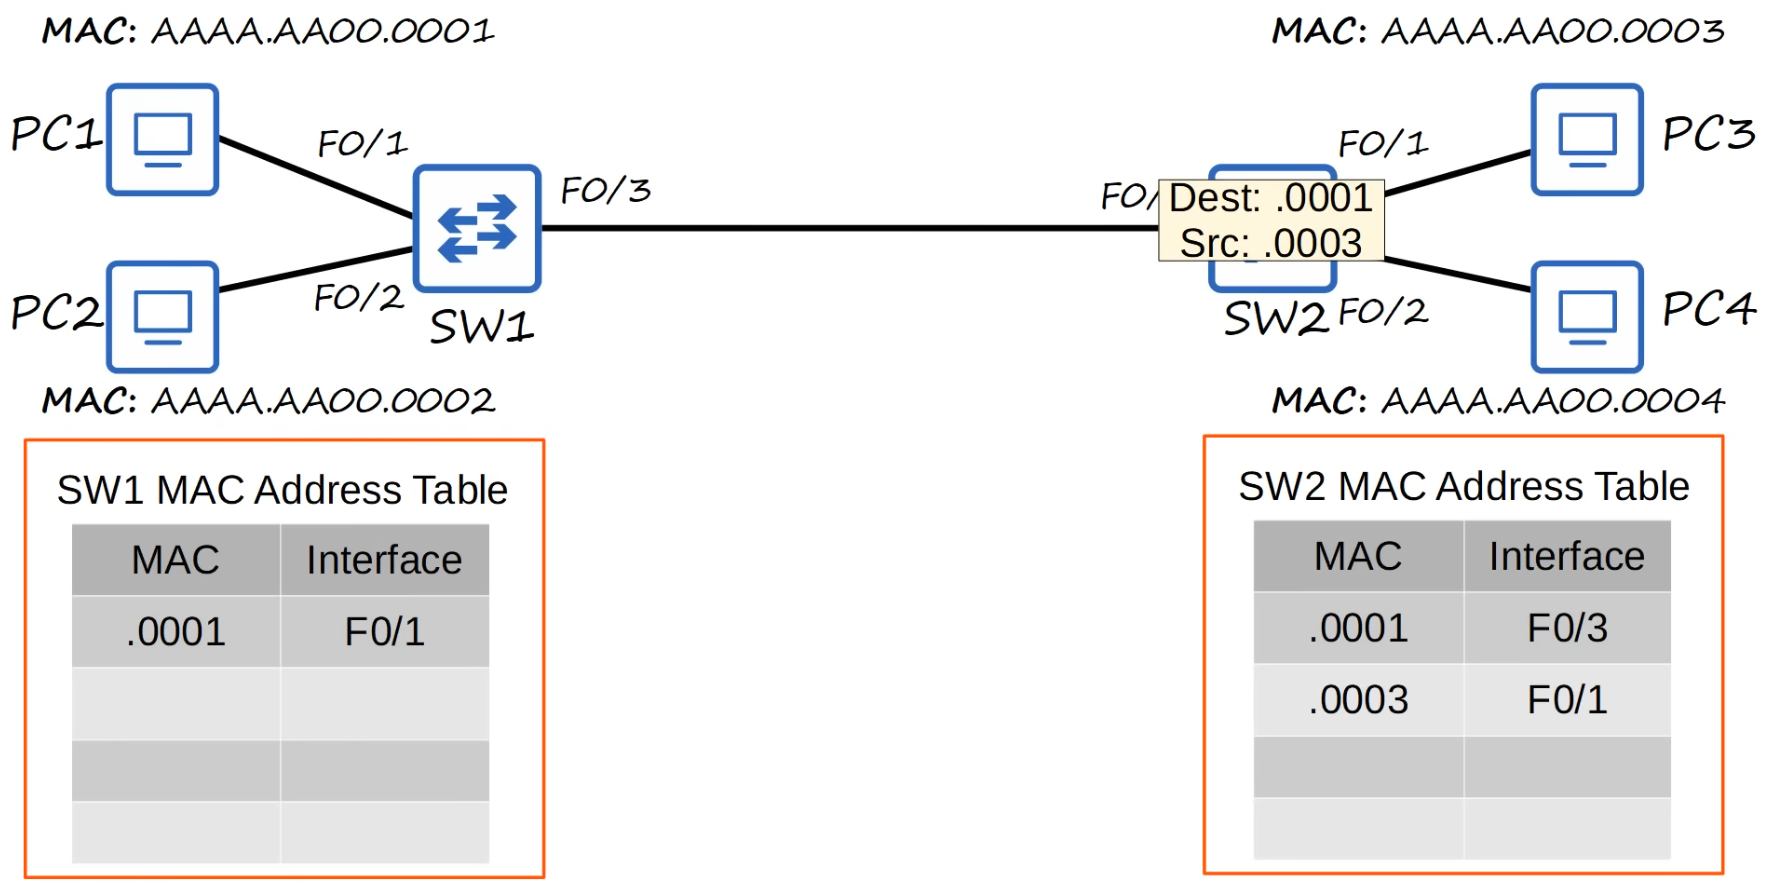 MAC: AAAA.AA00.0001
MAC: AAAA.AA00.0003
PC1
F0/1
F0/3
F0/
Dest: .0001
Src: .0003
F0/1
PC3
PC2
F0/2
SW1
SW2
F0/2
PC4
MAC: AAAA.AA00.0002
MAC: AAAA.AA00.0004
SW1 MAC Address Table
MAC Interface
.0001 F0/1
SW2 MAC Address Table
MAC Interface
.0001 F0/3
.0003 F0/1